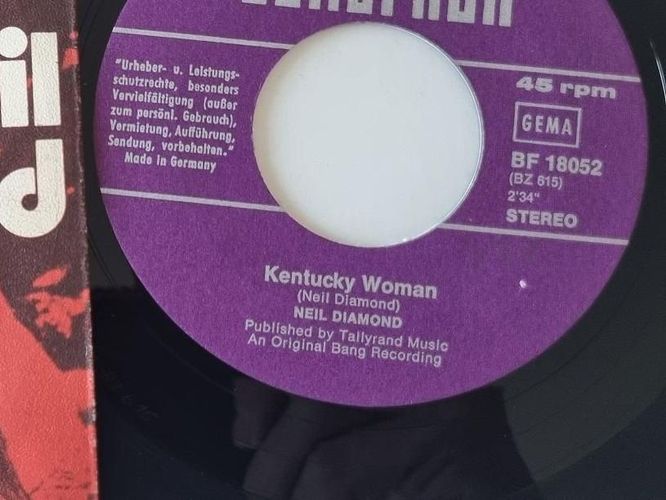 il
d
"Urheber- u. Leistungs-
schutzrechte, besonders
Vervielfältigung (außer
zum persönl. Gebrauch),
Vermietung, Aufführung,
Sendung, vorbehalten."
Made in Germany
45 rpm
GEMA
BF 18052
(BZ 615)
2'34"
STEREO
Kentucky Woman
(Neil Diamond)
NEIL DIAMOND
Published by Tallyrand Music
An Original Bang Recording